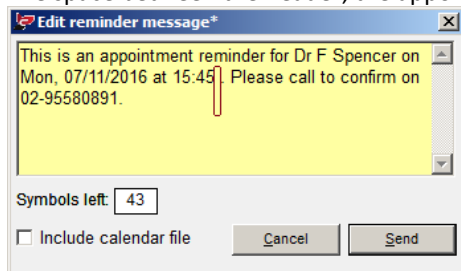 Edit reminder message*
This is an appointment reminder for Dr F Spencer on
Mon, 07/11/2016 at 15:45 . Please call to confirm on
02-95580891.
Symbols left: 43
Include calendar file
Cancel
Send